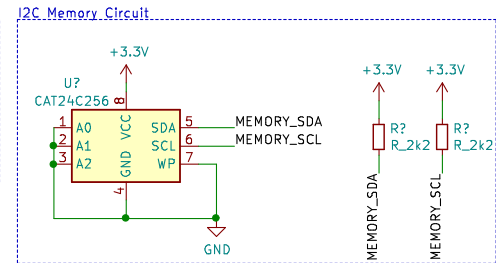 I2C Memory Circuit
+3.3V
U?
CAT24C256
8
VCC
1 A0
2 A1
3 A2
SDA 5 MEMORY_SDA
SCL 6 MEMORY_SCL
WP 7
GND
4
GND
+3.3V
R?
R_2k2
MEMORY_SDA
+3.3V
R?
R_2k2
MEMORY_SCL